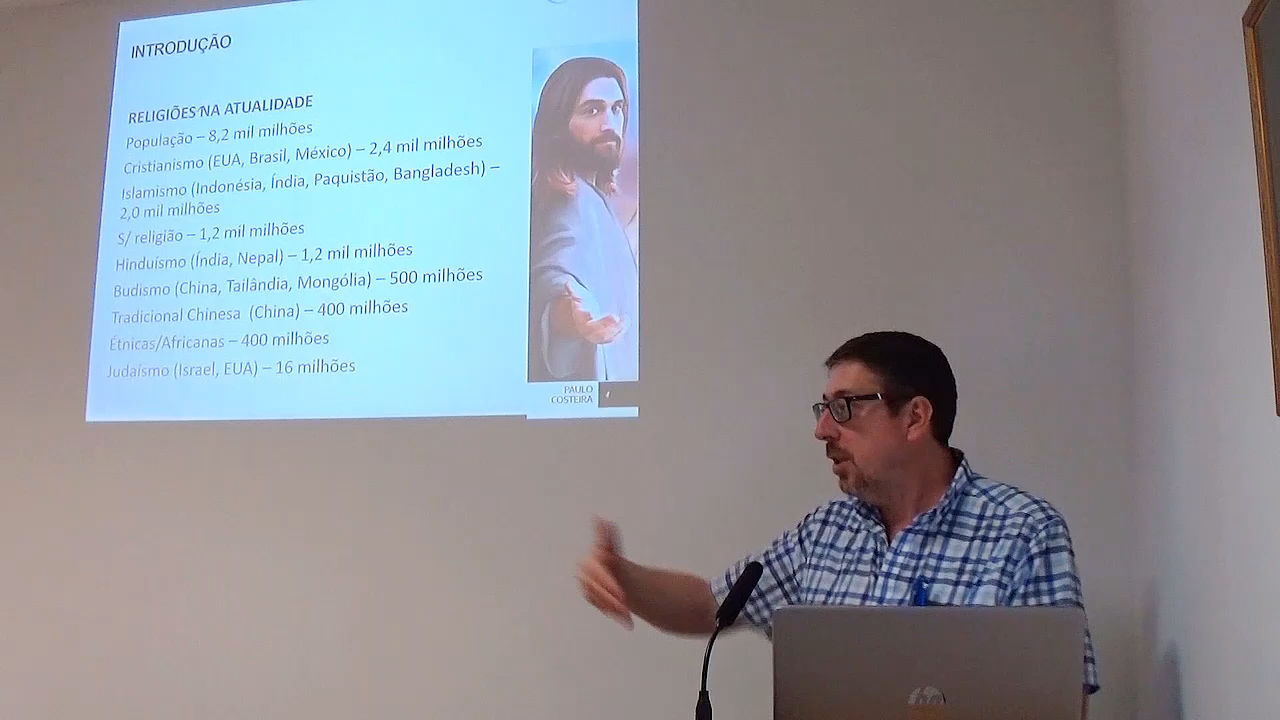 INTRODUÇÃO
RELIGIÕES NA ATUALIDADE
População – 8,2 mil milhões
Cristianismo (EUA, Brasil, México) – 2,4 mil milhões
Islamismo (Indonésia, Índia, Paquistão, Bangladesh) –
2,0 mil milhões
S/ religião – 1,2 mil milhões
Hinduísmo (Índia, Nepal) – 1,2 mil milhões
Budismo (China, Tailândia, Mongólia) – 500 milhões
Tradicional Chinesa (China) – 400 milhões
Étnicas/Africanas – 400 milhões
Judaísmo (Israel, EUA) – 16 milhões
PAULO
COSTEIRA
hp